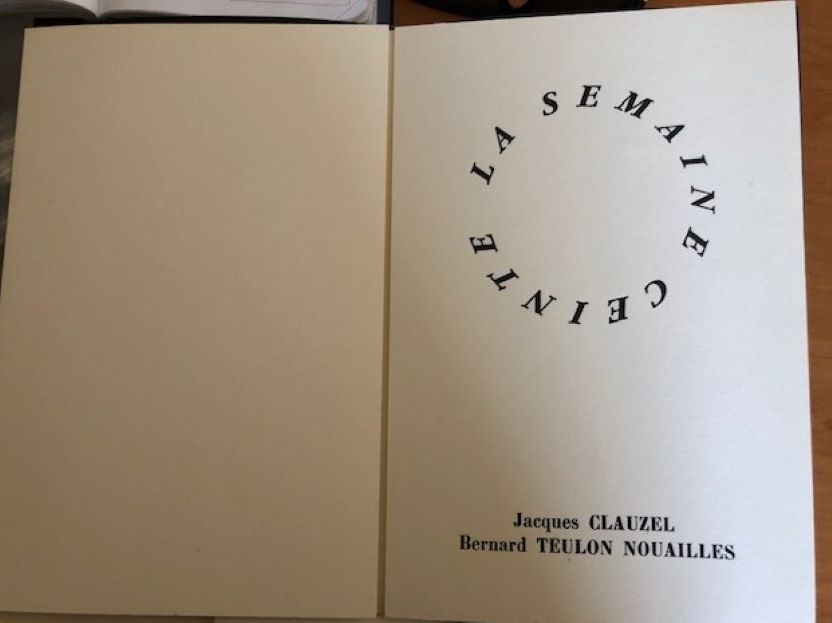 LA SEMAINE CEINTE
Jacques CLAUZEL
Bernard TEULON NOUAILLES